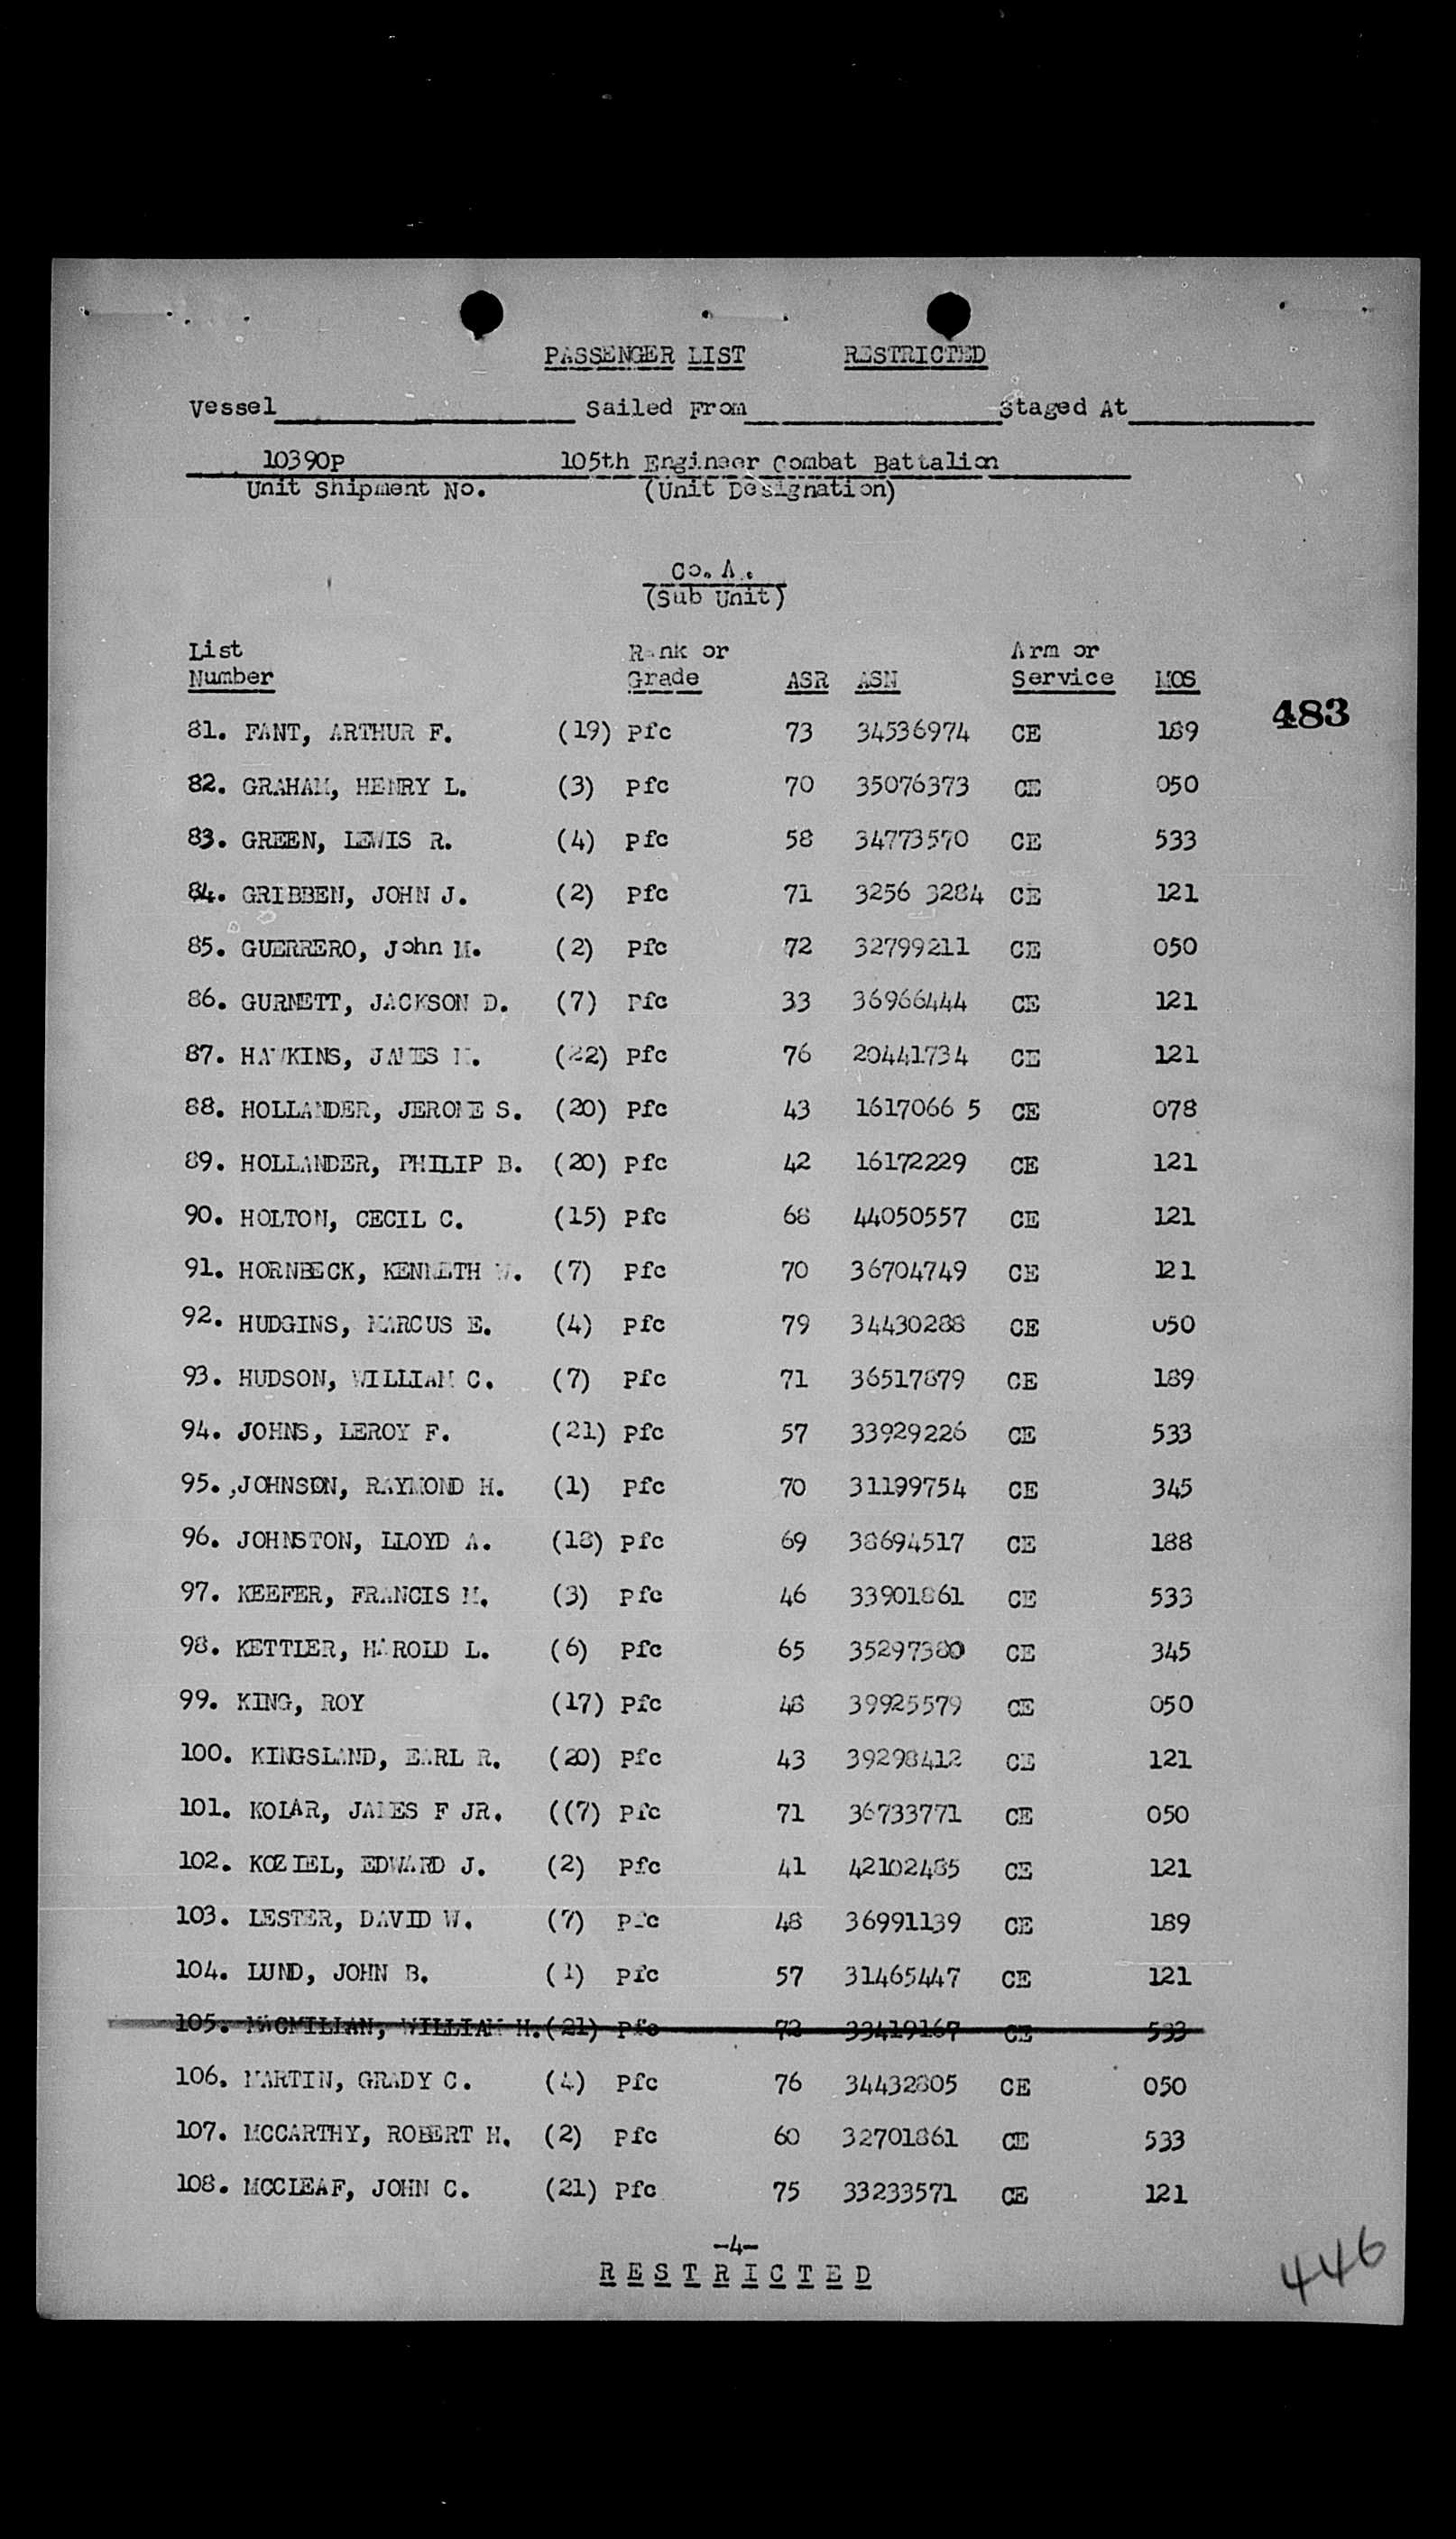 PASSENGER LIST RESTRICTED
Vessel Sailed From Staged At
10390P 105th Engineer Combat Battalion
Unit Shipment No. (Unit Designation)
Co. A.
(Sub Unit)
List Rank or Arm or
Number Grade ASR ASN Service MOS
483
81. FANT, ARTHUR F. (19) Pfc 73 34536974 CE 189
82. GRAHAM, HENRY L. (3) Pfc 70 35076373 CE 050
83. GREEN, LEWIS R. (4) Pfc 58 34773570 CE 533
84. GRIBBEN, JOHN J. (2) Pfc 71 3256 3284 CE 121
85. GUERRERO, John M. (2) Pfc 72 32799211 CE 050
86. GURNETT, JACKSON D. (7) Pfc 33 36966444 CE 121
87. HAWKINS, JAMES M. (22) Pfc 76 20441734 CE 121
88. HOLLANDER, JEROME S. (20) Pfc 43 1617066 5 CE 078
89. HOLLANDER, PHILIP B. (20) Pfc 42 16172229 CE 121
90. HOLTON, CECIL C. (15) Pfc 68 44050557 CE 121
91. HORNBECK, KENNETH W. (7) Pfc 70 36704749 CE 121
92. HUDGINS, MARCUS E. (4) Pfc 79 34430288 CE 050
93. HUDSON, WILLIAM C. (7) Pfc 71 36517879 CE 189
94. JOHNS, LEROY F. (21) Pfc 57 33929226 CE 533
95. ,JOHNSON, RAYMOND H. (1) Pfc 70 31199754 CE 345
96. JOHNSTON, LLOYD A. (18) Pfc 69 38694517 CE 188
97. KEEFER, FRANCIS M. (3) Pfc 46 33901861 CE 533
98. KETTLER, HAROLD L. (6) Pfc 65 35297380 CE 345
99. KING, ROY (17) Pfc 48 39925579 CE 050
100. KINGSLAND, EARL R. (20) Pfc 43 39298412 CE 121
101. KOLAR, JAMES F JR. ((7) Pfc 71 36733771 CE 050
102. KOZIEL, EDWARD J. (2) Pfc 41 42102485 CE 121
103. LESTER, DAVID W. (7) Pfc 48 36991139 CE 189
104. LUND, JOHN B. (1) Pfc 57 31465447 CE 121
105. MACMILLAN, WILLIAM H. (21) Pfc 72 33419167 CE 533
106. MARTIN, GRADY C. (4) Pfc 76 34432805 CE 050
107. MCCARTHY, ROBERT H. (2) Pfc 60 32701861 CE 533
108. MCCLEAF, JOHN C. (21) Pfc 75 33233571 CE 121
-4-
RESTRICTED
446